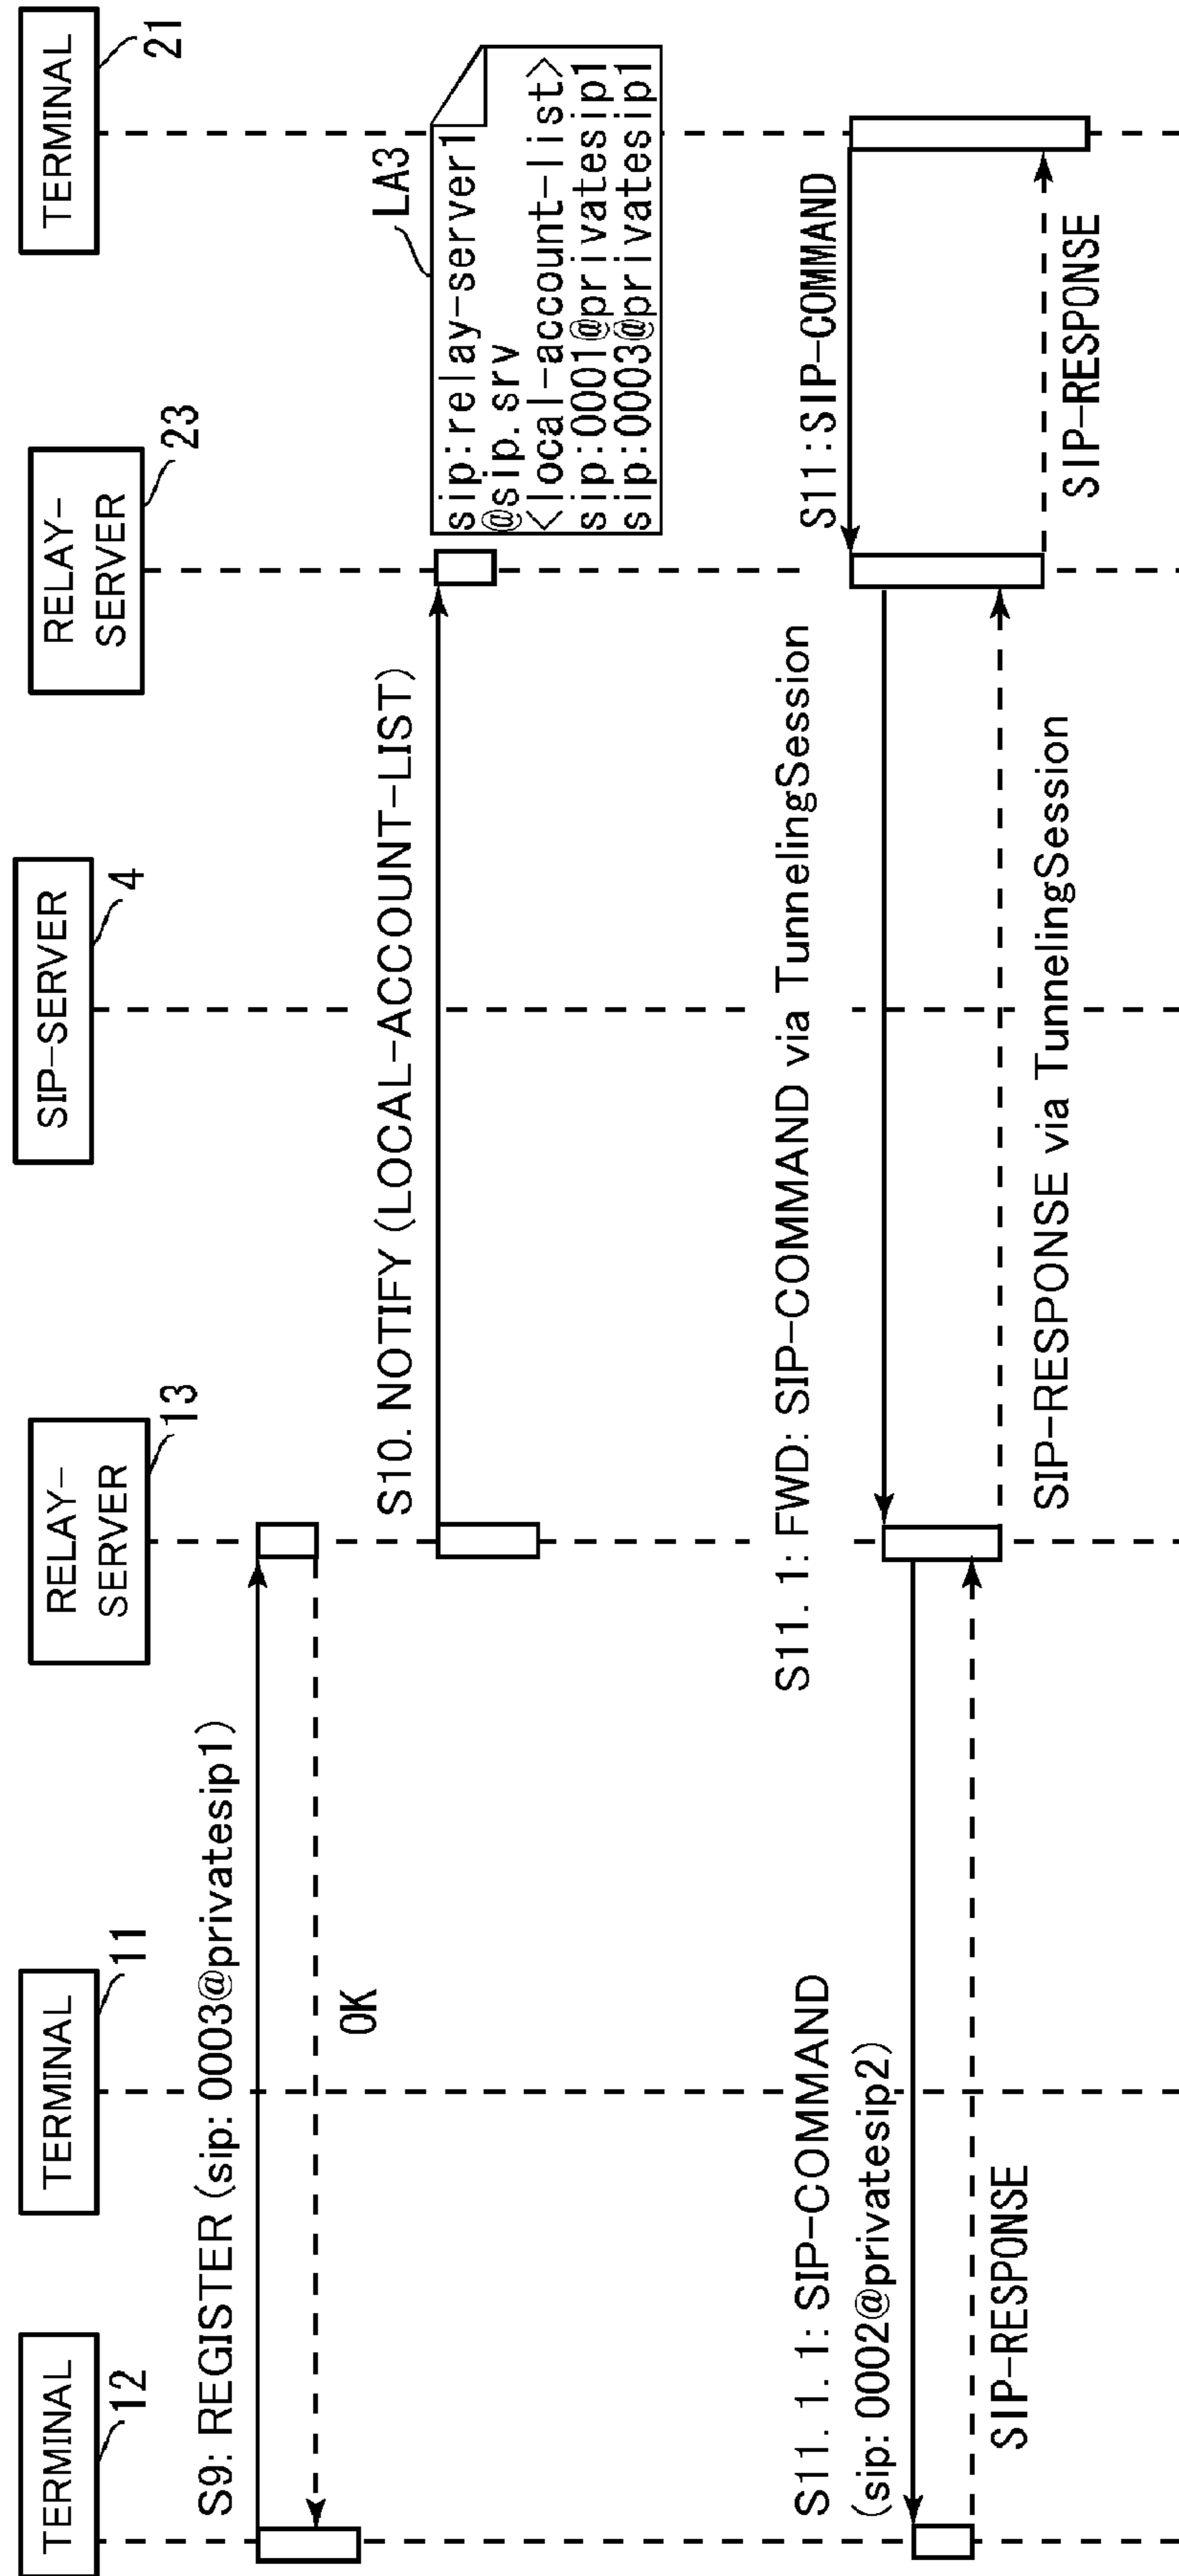 TERMINAL
12
TERMINAL
11
RELAY-
SERVER
13
SIP-SERVER
4
RELAY-
SERVER
23
TERMINAL
21
S9: REGISTER (sip: 0003@privatesip1)
OK
S10. NOTIFY (LOCAL-ACCOUNT-LIST)
LA3
sip:relay-server1
@sip.srv
<local-account-list>
sip:0001@privatesip1
sip:0003@privatesip1
S11:SIP-COMMAND
S11. 1: FWD: SIP-COMMAND via TunnelingSession
S11. 1. 1: SIP-COMMAND
(sip: 0002@privatesip2)
SIP-RESPONSE
SIP-RESPONSE via TunnelingSession
SIP-RESPONSE